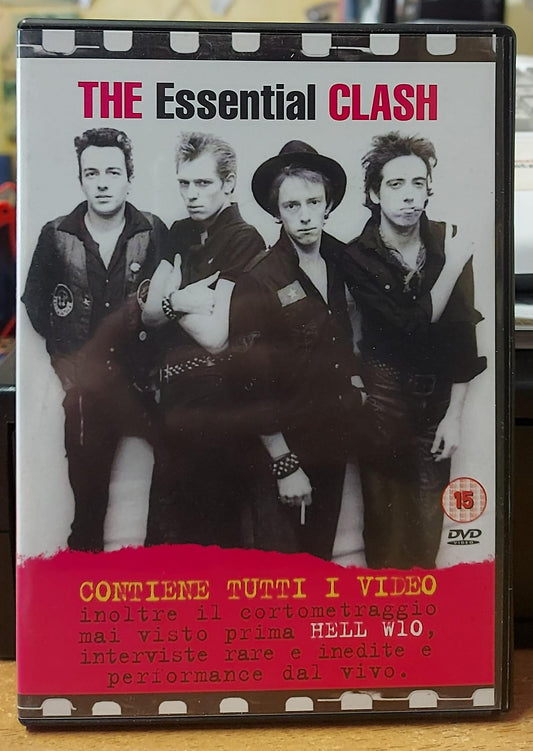 THE Essential CLASH
15
DVD
VIDEO
CONTIENE TUTTI I VIDEO
inoltre il cortometraggio
mai visto prima HELL W10,
interviste rare e inedite e
performance dal vivo.